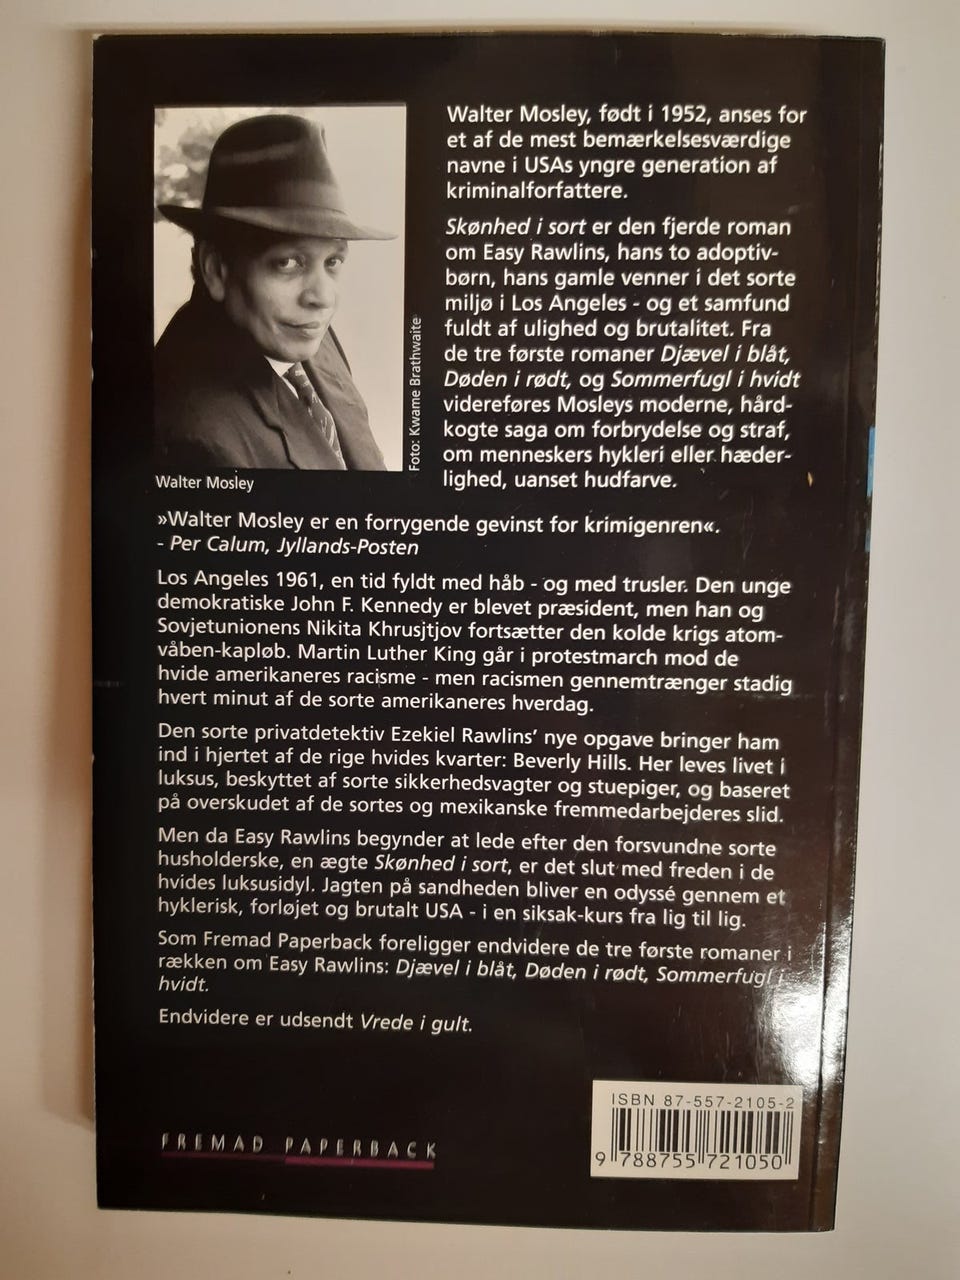 Walter Mosley, født i 1952, anses for
et af de mest bemærkelsesværdige
navne i USAs yngre generation af
kriminalforfattere.
Skønhed i sort er den fjerde roman
om Easy Rawlins, hans to adoptiv-
børn, hans gamle venner i det sorte
miljø i Los Angeles - og et samfund
fuldt af ulighed og brutalitet. Fra
de tre første romaner Djævel i blåt,
Døden i rødt, og Sommerfugl i hvidt
videreføres Mosleys moderne, hård-
kogte saga om forbrydelse og straf,
om menneskers hykleri eller hæder-
lighed, uanset hudfarve.
Foto: Kwame Brathwaite
Walter Mosley
»Walter Mosley er en forrygende gevinst for krimigenren«.
- Per Calum, Jyllands-Posten
Los Angeles 1961, en tid fyldt med håb - og med trusler. Den unge
demokratiske John F. Kennedy er blevet præsident, men han og
Sovjetunionens Nikita Khrusjtjov fortsætter den kolde krigs atom-
våben-kapløb. Martin Luther King går i protestmarch mod de
hvide amerikaneres racisme - men racismen gennemtrænger stadig
hvert minut af de sorte amerikaneres hverdag.
Den sorte privatdetektiv Ezekiel Rawlins' nye opgave bringer ham
ind i hjertet af de rige hvides kvarter: Beverly Hills. Her leves livet i
luksus, beskyttet af sorte sikkerhedsvagter og stuepiger, og baseret
på overskudet af de sortes og mexikanske fremmedarbejderes slid.
Men da Easy Rawlins begynder at lede efter den forsvundne sorte
husholderske, en ægte Skønhed i sort, er det slut med freden i de
hvides luksusidyl. Jagten på sandheden bliver en odyssé gennem et
hyklerisk, forløjet og brutalt USA - i en siksak-kurs fra lig til lig.
Som Fremad Paperback foreligger endvidere de tre første romaner i
rækken om Easy Rawlins: Djævel i blåt, Døden i rødt, Sommerfugl i
hvidt.
Endvidere er udsendt Vrede i gult.
FREMAD PAPERBACK
ISBN 87-557-2105-2
9 788755 721050